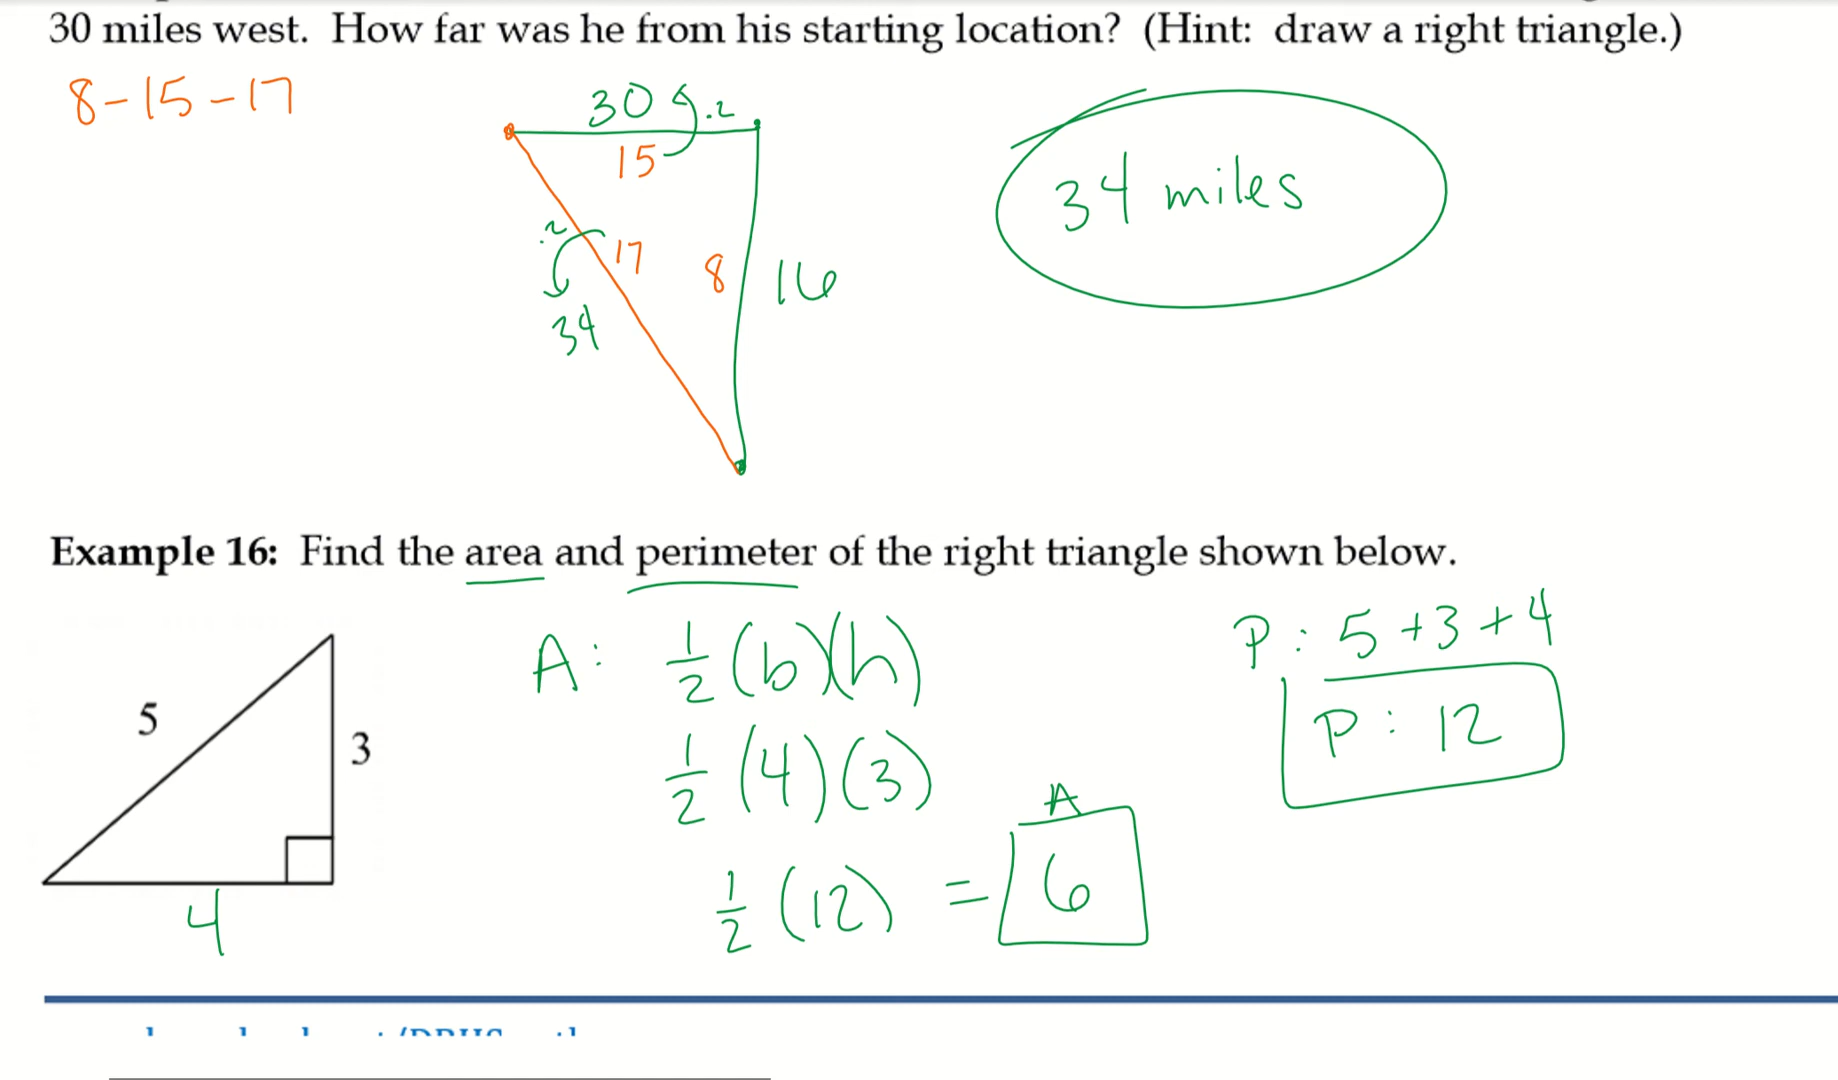 30 miles west. How far was he from his starting location? (Hint: draw a right triangle.)
8-15-17
30 .2
15
34 miles
.2
17 8 16
34
Example 16: Find the area and perimeter of the right triangle shown below.
A: 1/2 (b)(h)
P: 5+3+4
5
3
P: 12
1/2 (4)(3)
A
1/2 (12) = 6
4